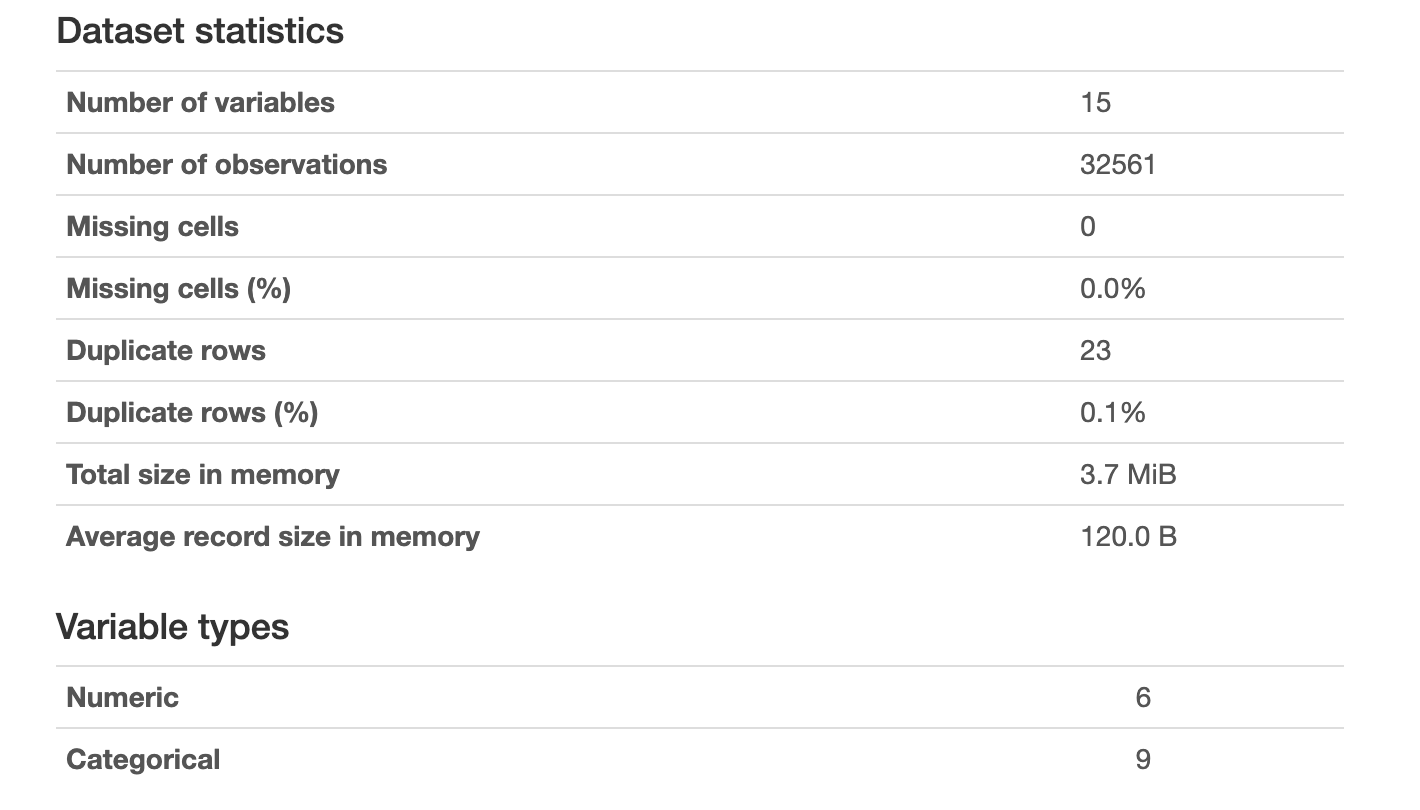 Dataset statistics
Number of variables 15
Number of observations 32561
Missing cells 0
Missing cells (%) 0.0%
Duplicate rows 23
Duplicate rows (%) 0.1%
Total size in memory 3.7 MiB
Average record size in memory 120.0 B
Variable types
Numeric 6
Categorical 9